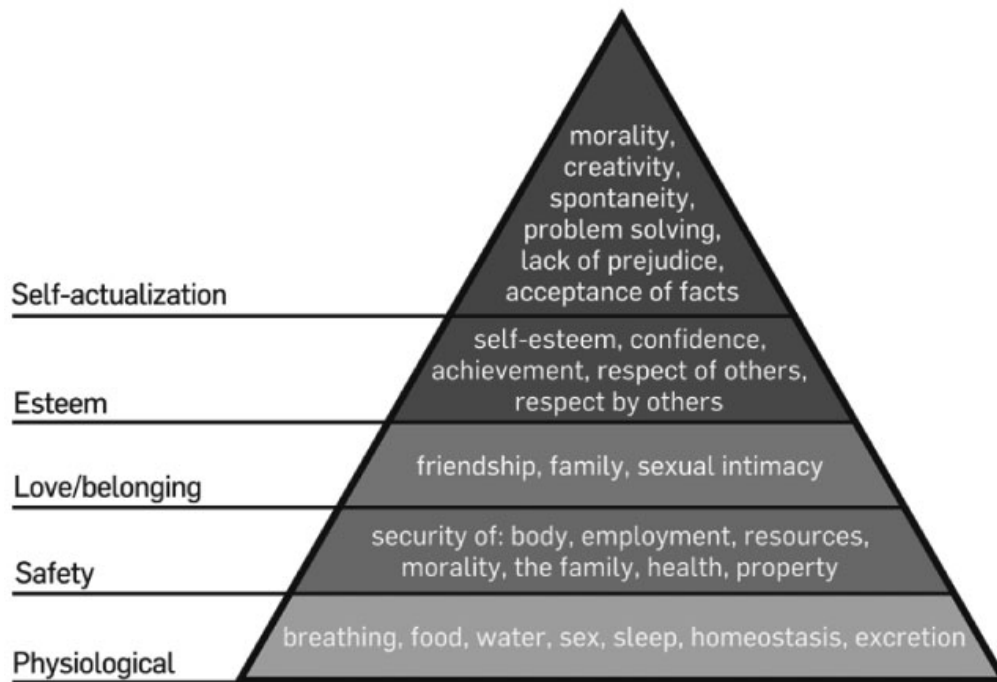 morality,
creativity,
spontaneity,
problem solving,
lack of prejudice,
acceptance of facts
Self-actualization
self-esteem, confidence,
achievement, respect of others,
respect by others
Esteem
friendship, family, sexual intimacy
Love/belonging
security of: body, employment, resources,
morality, the family, health, property
Safety
breathing, food, water, sex, sleep, homeostasis, excretion
Physiological